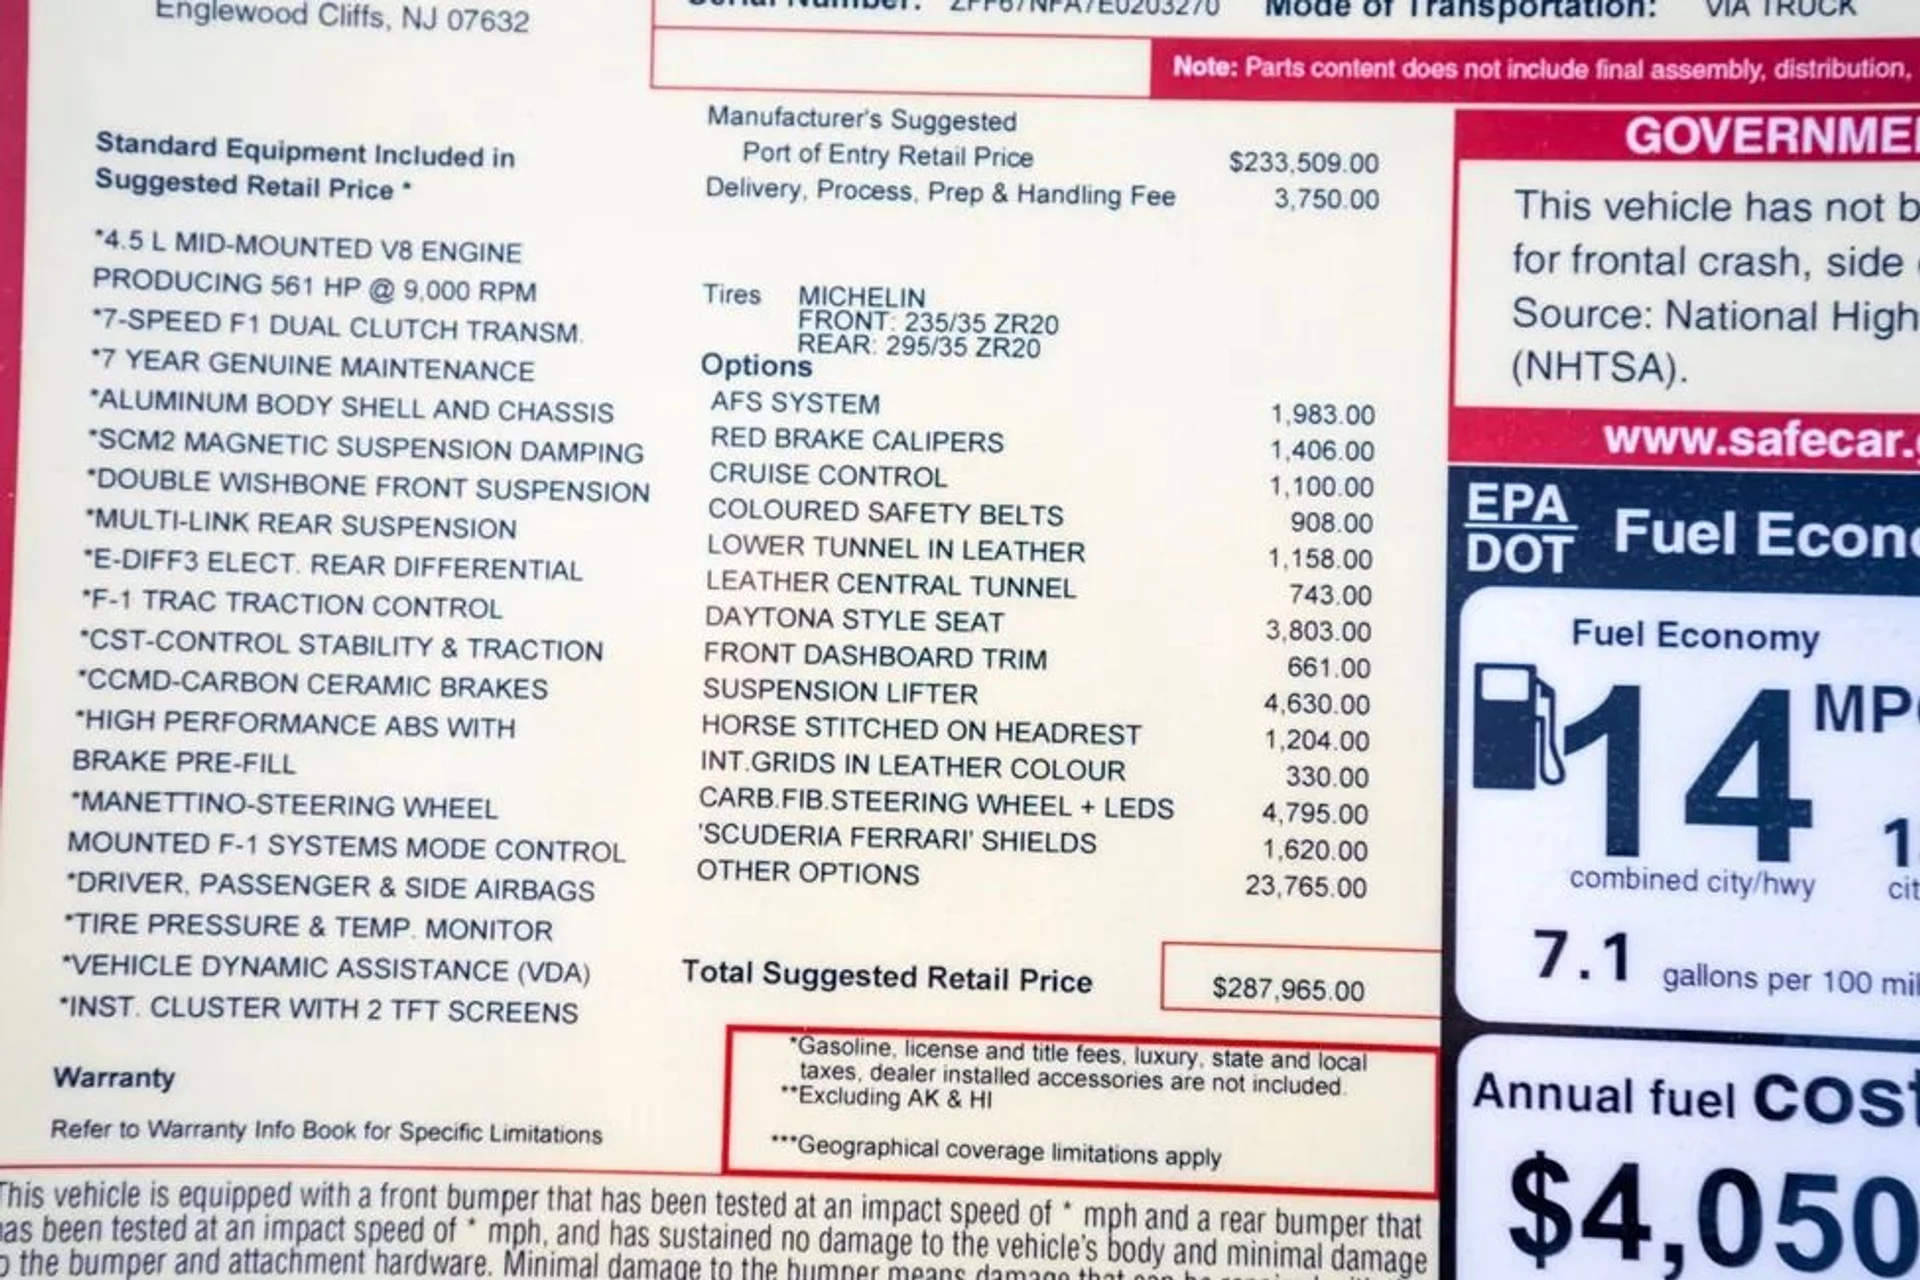 Englewood Cliffs, NJ 07632
Serial Number: ZFF67NFA7E0203270 Mode of Transportation: VIA TRUCK
Note: Parts content does not include final assembly, distribution,
Standard Equipment Included in
Suggested Retail Price *
*4.5 L MID-MOUNTED V8 ENGINE
PRODUCING 561 HP @ 9,000 RPM
*7-SPEED F1 DUAL CLUTCH TRANSM.
*7 YEAR GENUINE MAINTENANCE
*ALUMINUM BODY SHELL AND CHASSIS
*SCM2 MAGNETIC SUSPENSION DAMPING
*DOUBLE WISHBONE FRONT SUSPENSION
*MULTI-LINK REAR SUSPENSION
*E-DIFF3 ELECT. REAR DIFFERENTIAL
*F-1 TRAC TRACTION CONTROL
*CST-CONTROL STABILITY & TRACTION
*CCMD-CARBON CERAMIC BRAKES
*HIGH PERFORMANCE ABS WITH
BRAKE PRE-FILL
*MANETTINO-STEERING WHEEL
MOUNTED F-1 SYSTEMS MODE CONTROL
*DRIVER, PASSENGER & SIDE AIRBAGS
*TIRE PRESSURE & TEMP. MONITOR
*VEHICLE DYNAMIC ASSISTANCE (VDA)
*INST. CLUSTER WITH 2 TFT SCREENS
Warranty
Refer to Warranty Info Book for Specific Limitations
Manufacturer's Suggested
Port of Entry Retail Price $233,509.00
Delivery, Process, Prep & Handling Fee 3,750.00
Tires MICHELIN
FRONT: 235/35 ZR20
REAR: 295/35 ZR20
Options
AFS SYSTEM 1,983.00
RED BRAKE CALIPERS 1,406.00
CRUISE CONTROL 1,100.00
COLOURED SAFETY BELTS 908.00
LOWER TUNNEL IN LEATHER 1,158.00
LEATHER CENTRAL TUNNEL 743.00
DAYTONA STYLE SEAT 3,803.00
FRONT DASHBOARD TRIM 661.00
SUSPENSION LIFTER 4,630.00
HORSE STITCHED ON HEADREST 1,204.00
INT.GRIDS IN LEATHER COLOUR 330.00
CARB.FIB.STEERING WHEEL + LEDS 4,795.00
'SCUDERIA FERRARI' SHIELDS 1,620.00
OTHER OPTIONS 23,765.00
Total Suggested Retail Price $287,965.00
*Gasoline, license and title fees, luxury, state and local
taxes, dealer installed accessories are not included.
**Excluding AK & HI
***Geographical coverage limitations apply
This vehicle is equipped with a front bumper that has been tested at an impact speed of * mph and a rear bumper that
has been tested at an impact speed of * mph, and has sustained no damage to the vehicle's body and minimal damage
to the bumper and attachment hardware. Minimal damage to the bumper means damage that can be
GOVERNME
This vehicle has not b
for frontal crash, side
Source: National High
(NHTSA).
www.safecar.
EPA
DOT Fuel Econ
Fuel Economy
14 MP
combined city/hwy cit
7.1 gallons per 100 mil
Annual fuel cost
$4,050